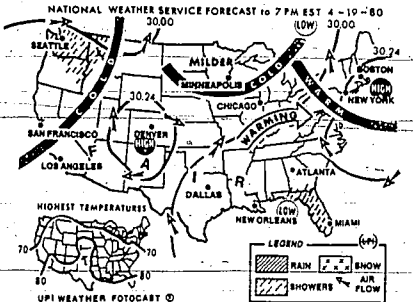 NATIONAL WEATHER SERVICE FORECAST to 7 PM EST 4-19-80
30.00
LOW
30.00
SEATTLE
COLD
MILDER
MINNEAPOLIS
COLD
30.24
BOSTON
HIGH
NEW YORK
WARM
30.24
CHICAGO
WARMING
SAN FRANCISCO
DENVER
HIGH
LOS ANGELES
F
A
I
R
DALLAS
ATLANTA
NEW ORLEANS
LOW
MIAMI
HIGHEST TEMPERATURES
70
80
70
80
LEGEND
UPI
RAIN
SNOW
SHOWERS
AIR FLOW
UPI WEATHER FOTOCAST ©